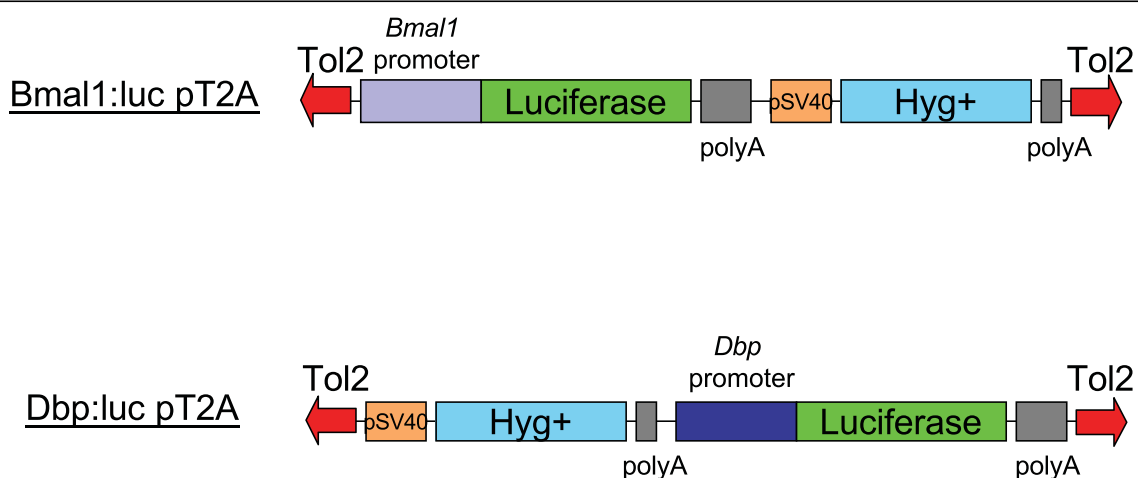 Bmal1
Tol2 promoter Tol2
Bmal1:luc pT2A
Luciferase pSV40 Hyg+
polyA polyA
Dbp
Tol2 promoter Tol2
Dbp:luc pT2A
pSV40 Hyg+ Luciferase
polyA polyA